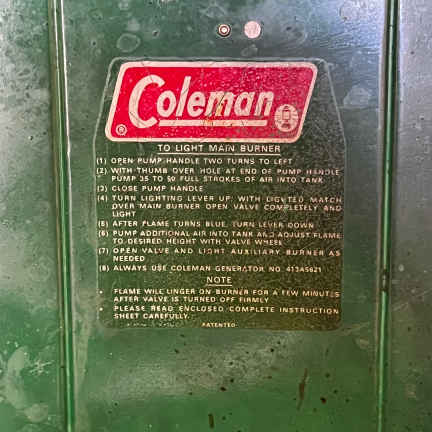 Coleman
TO LIGHT MAIN BURNER
(1) OPEN PUMP HANDLE TWO TURNS TO LEFT
(2) WITH THUMB OVER HOLE AT END OF PUMP HANDLE
PUMP 35 TO 50 FULL STROKES OF AIR INTO TANK
(3) CLOSE PUMP HANDLE
(4) TURN LIGHTING LEVER UP. WITH LIGHTED MATCH
OVER MAIN BURNER OPEN VALVE COMPLETELY AND
LIGHT
(5) AFTER FLAME TURNS BLUE, TURN LEVER DOWN
(6) PUMP ADDITIONAL AIR INTO TANK AND ADJUST FLAME
TO DESIRED HEIGHT WITH VALVE WHEEL
(7) OPEN VALVE AND LIGHT AUXILIARY BURNER AS
NEEDED
(8) ALWAYS USE COLEMAN GENERATOR NO. 413A5621
NOTE
• FLAME WILL LINGER ON BURNER FOR A FEW MINUTES
AFTER VALVE IS TURNED OFF FIRMLY
• PLEASE READ ENCLOSED COMPLETE INSTRUCTION
SHEET CAREFULLY.
PATENTED